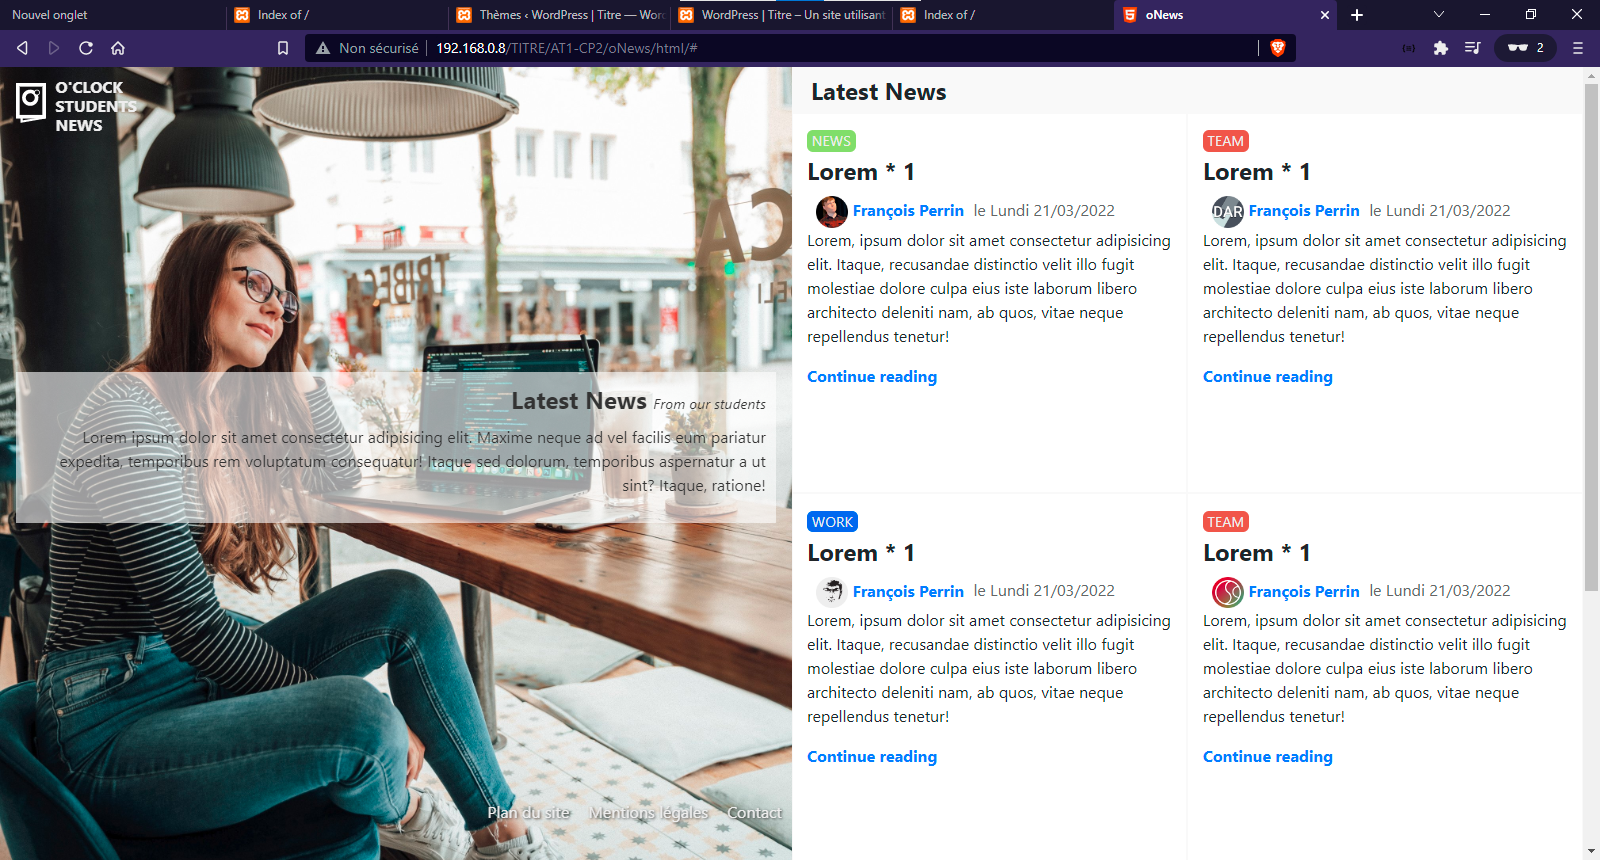 Nouvel onglet
Index of /
Thèmes ‹ WordPress | Titre — Word
WordPress | Titre – Un site utilisant
Index of /
oNews
Non sécurisé
192.168.0.8/TITRE/AT1-CP2/oNews/html/#
2
O'CLOCK
STUDENTS
NEWS
Latest News From our students
Lorem ipsum dolor sit amet consectetur adipisicing elit. Maxime neque ad vel facilis eum pariatur
expedita, temporibus rem voluptatum consequatur! Itaque sed dolorum, temporibus aspernatur a ut
sint? Itaque, ratione!
Plan du site Mentions légales Contact
Latest News
NEWS
Lorem * 1
François Perrin le Lundi 21/03/2022
Lorem, ipsum dolor sit amet consectetur adipisicing
elit. Itaque, recusandae distinctio velit illo fugit
molestiae dolore culpa eius iste laborum libero
architecto deleniti nam, ab quos, vitae neque
repellendus tenetur!
Continue reading
TEAM
Lorem * 1
DAR
François Perrin le Lundi 21/03/2022
Lorem, ipsum dolor sit amet consectetur adipisicing
elit. Itaque, recusandae distinctio velit illo fugit
molestiae dolore culpa eius iste laborum libero
architecto deleniti nam, ab quos, vitae neque
repellendus tenetur!
Continue reading
WORK
Lorem * 1
François Perrin le Lundi 21/03/2022
Lorem, ipsum dolor sit amet consectetur adipisicing
elit. Itaque, recusandae distinctio velit illo fugit
molestiae dolore culpa eius iste laborum libero
architecto deleniti nam, ab quos, vitae neque
repellendus tenetur!
Continue reading
TEAM
Lorem * 1
François Perrin le Lundi 21/03/2022
Lorem, ipsum dolor sit amet consectetur adipisicing
elit. Itaque, recusandae distinctio velit illo fugit
molestiae dolore culpa eius iste laborum libero
architecto deleniti nam, ab quos, vitae neque
repellendus tenetur!
Continue reading